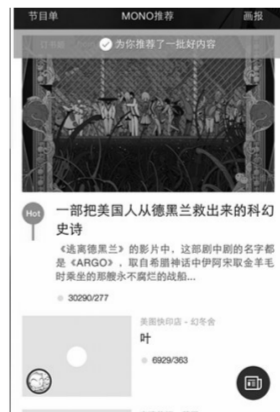 节目单 MONO推荐 画报
为你推荐了一批好内容
Hot
一部把美国人从德黑兰救出来的科幻
史诗
《逃离德黑兰》的影片中，这部剧中剧的名字都
是《ARGO》，取自希腊神话中伊阿宋取金羊毛
时乘坐的那艘永不腐烂的战船...
30290/277
美图快印店·幻冬舍
叶
6929/363